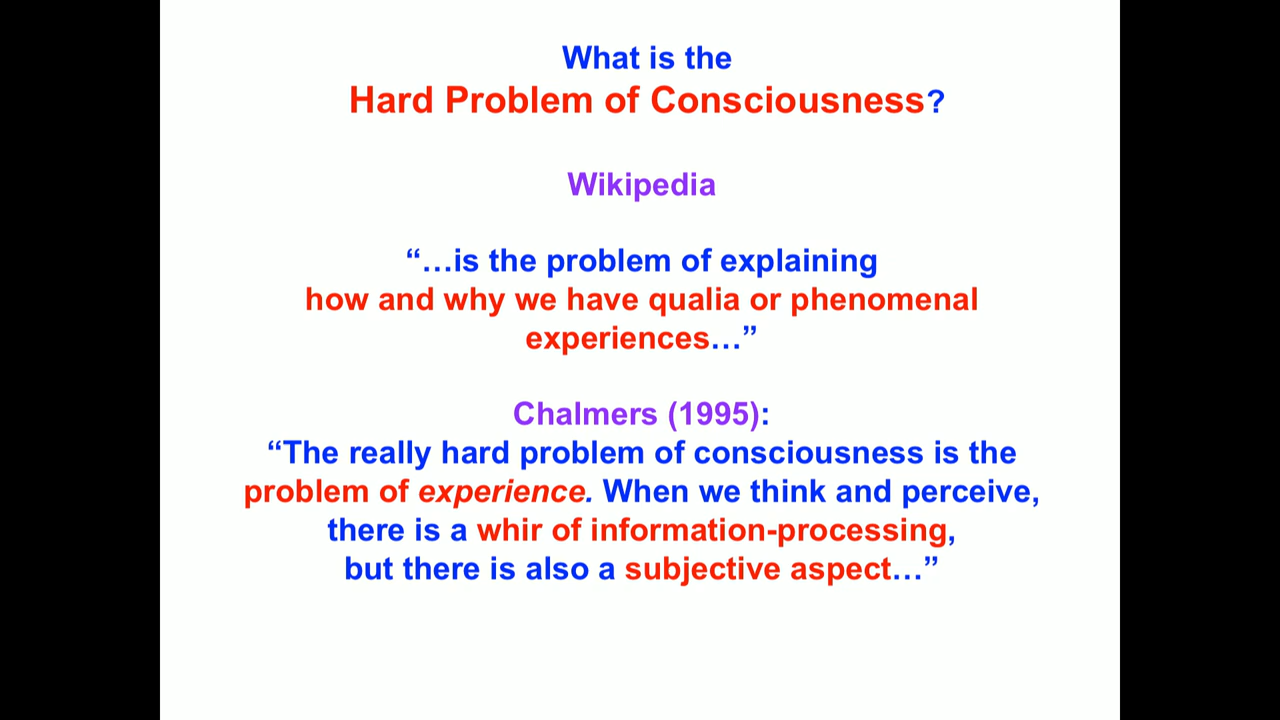 What is the
Hard Problem of Consciousness?
Wikipedia
“…is the problem of explaining
how and why we have qualia or phenomenal
experiences…”
Chalmers (1995):
“The really hard problem of consciousness is the
problem of experience. When we think and perceive,
there is a whir of information-processing,
but there is also a subjective aspect…”